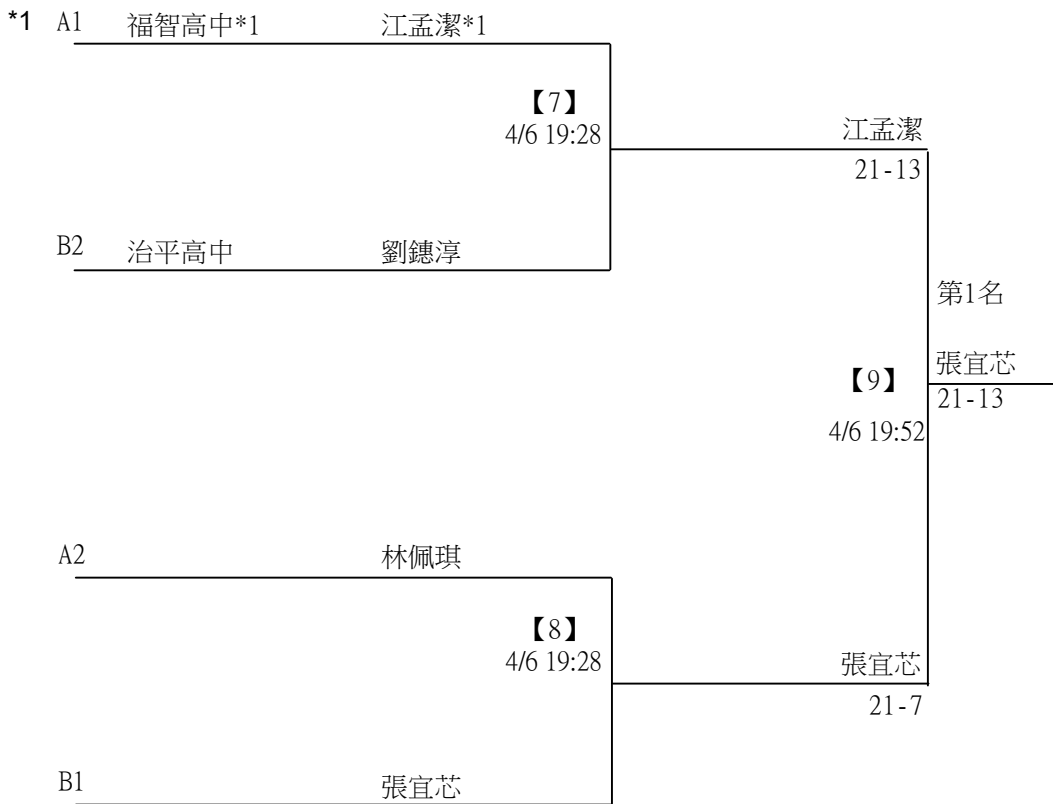 *1 A1 福智高中*1 江孟潔*1
【7】
4/6 19:28
江孟潔
21-13
B2 治平高中 劉鏸淳
第1名
張宜芯
【9】
21-13
4/6 19:52
A2 林佩琪
【8】
4/6 19:28
張宜芯
21-7
B1 張宜芯